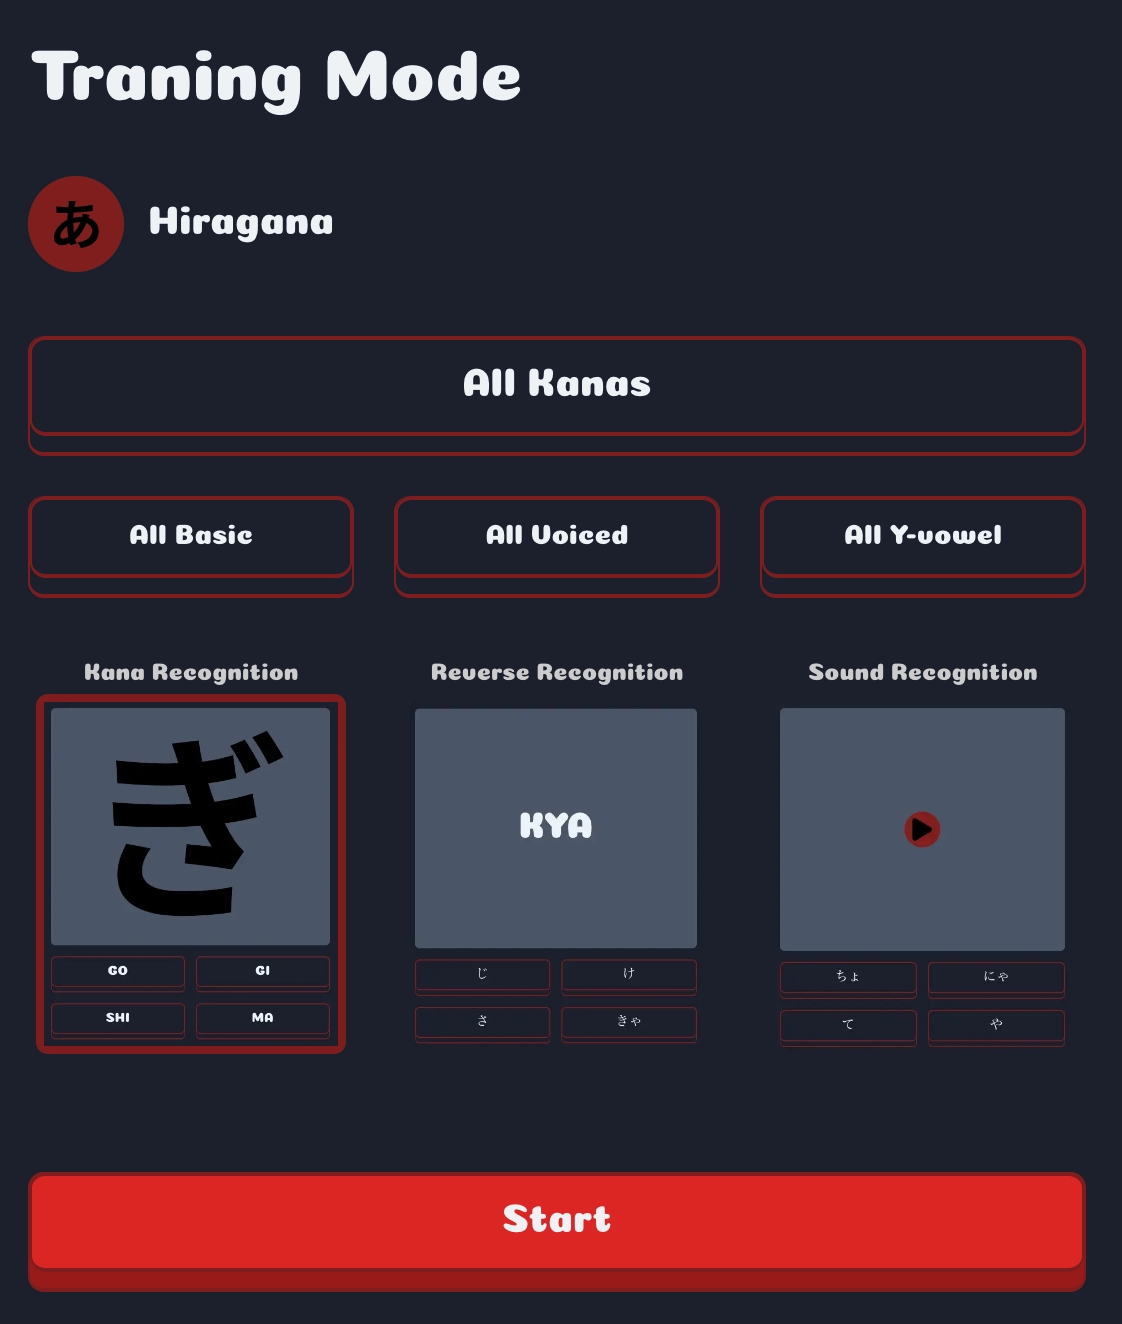 Traning Mode
あ
Hiragana
All Kanas
All Basic
All Voiced
All Y-vowel
Kana Recognition
ぎ
GO
GI
SHI
MA
Reverse Recognition
KYA
じ
け
さ
きゃ
Sound Recognition
ちょ
にゃ
て
や
Start